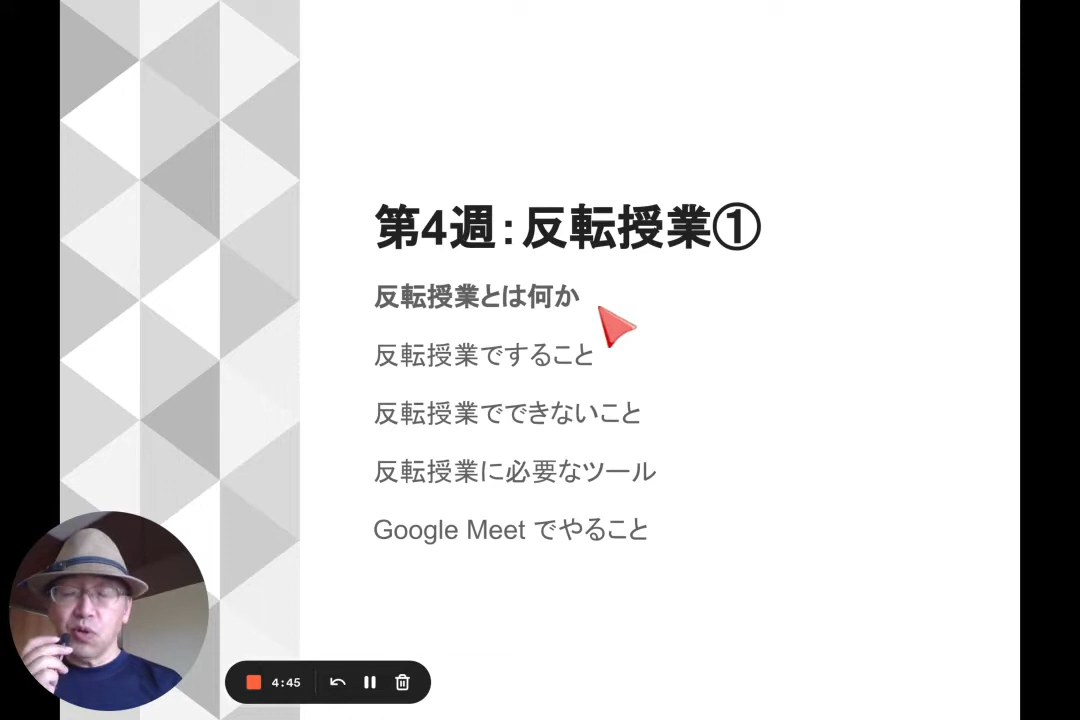 第4週：反転授業①
反転授業とは何か
反転授業ですること
反転授業でできないこと
反転授業に必要なツール
Google Meet でやること
4:45